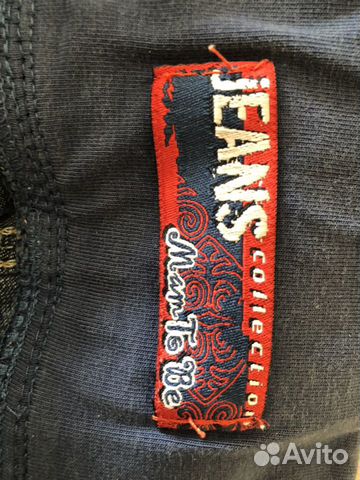 jEANS
collection
Mam To Be
Avito